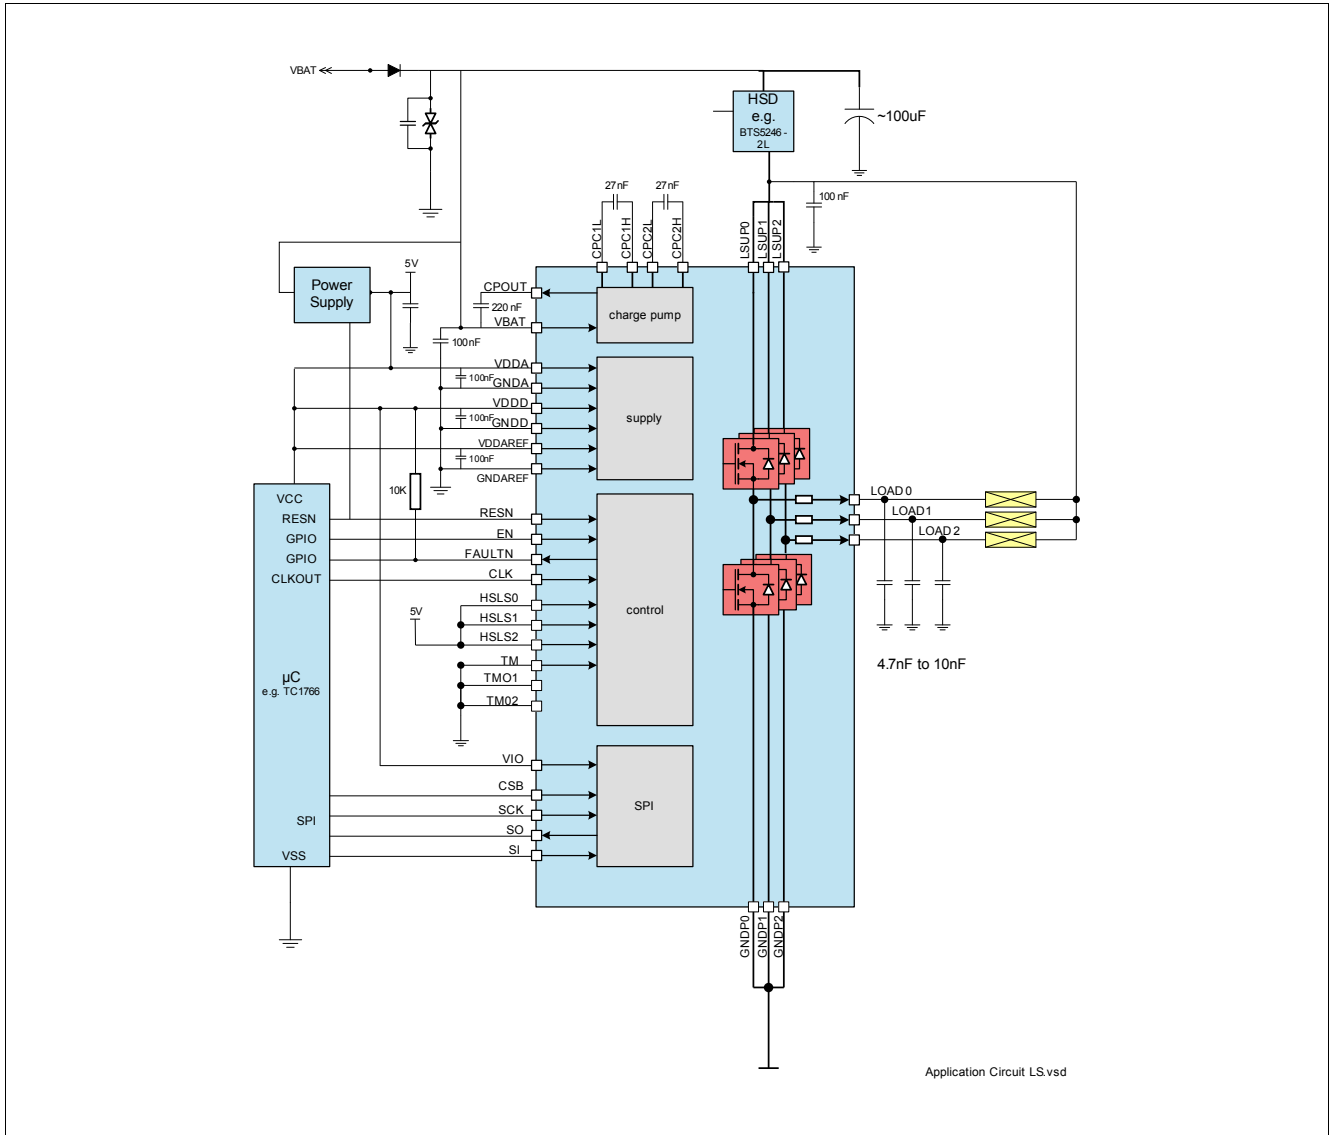 VBAT
HSD
e.g.
BTS5246 -
2L
~100uF
27nF
27nF
100 nF
CPC1L
CPC1H
CPC2L
CPC2H
LSUP0
LSUP1
LSUP2
5V
Power
Supply
CPOUT
220 nF
VBAT
100nF
charge pump
VDDA
100nF
GNDA
VDDD
100nF
GNDD
VDDAREF
100nF
GNDAREF
supply
10K
VCC
RESN
GPIO
GPIO
CLKOUT
µC
e.g. TC1766
SPI
VSS
RESN
EN
FAULTN
CLK
5V
HSLS0
HSLS1
HSLS2
TM
TMO1
TM02
control
LOAD0
LOAD1
LOAD2
4.7nF to 10nF
VIO
CSB
SCK
SO
SI
SPI
GNDP0
GNDP1
GNDP2
Application Circuit LS.vsd